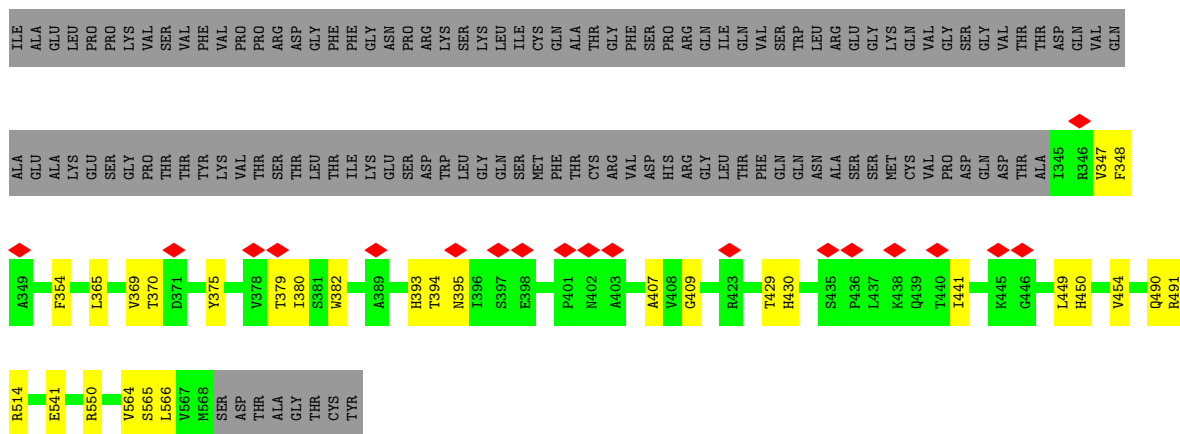 ILE ALA GLU LEU PRO PRO LYS VAL SER VAL PHE VAL PRO PRO ARG ASP GLY PHE PHE GLY ASN PRO ARG LYS SER LYS LEU ILE CYS GLN ALA THR GLY PHE SER PRO ARG GLN ILE GLN VAL SER TRP LEU ARG GLU GLY LYS GLN VAL GLY SER GLY VAL THR THR ASP GLN VAL GLN
ALA GLU ALA LYS GLU SER GLY PRO THR THR TYR LYS VAL THR SER THR LEU THR ILE LYS GLU SER ASP TRP LEU GLY GLN SER MET PHE THR CYS ARG VAL ASP HIS ARG GLY LEU THR PHE GLN GLN ASN ALA SER SER MET CYS VAL PRO ASP GLN ASP THR ALA I345 R346 V347 F348
A349 F354 L365 V369 T370 D371 Y375 V378 T379 I380 S381 W382 A389 H393 T394 N395 I396 S397 E398 P401 N402 A403 A407 V408 G409 R423 T429 H430 S435 P436 L437 K438 Q439 T440 I441 K445 G446 L449 H450 V454 Q490 R491
R514 E541 R550 V564 S565 L566 V567 M568 SER ASP THR ALA GLY THR CYS TYR